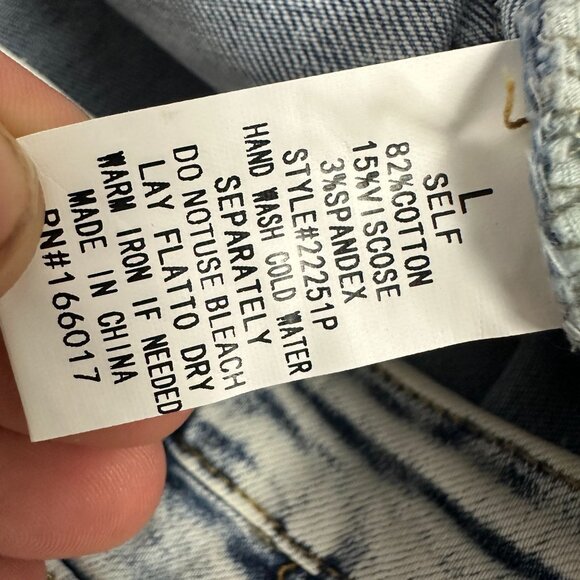 L
SELF
82%COTTON
15%VISCOSE
3%SPANDEX
STYLE#22251P
HAND WASH COLD WATER
SEPARATELY
DO NOTUSE BLEACH
LAY FLATTO DRY
WARM IRON IF NEEDED
MADE IN CHINA
RN#166017